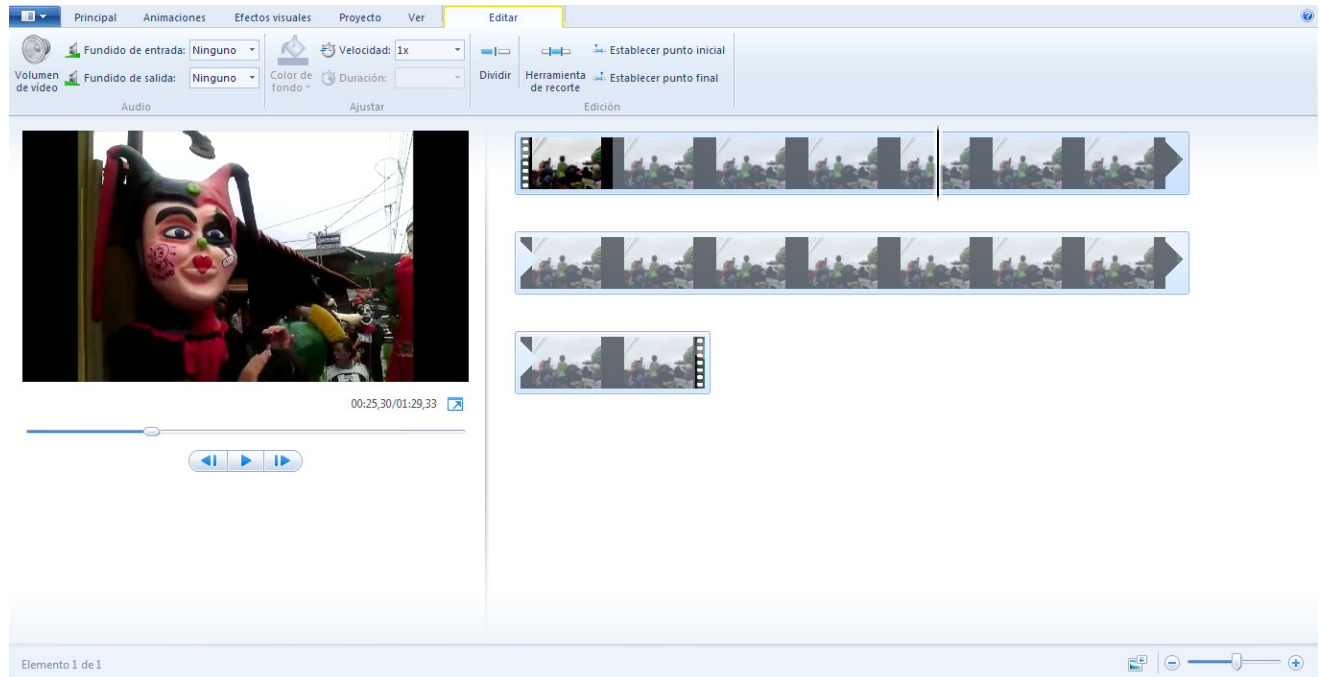 Principal Animaciones Efectos visuales Proyecto Ver Editar
Fundido de entrada: Ninguno Velocidad: 1x Establecer punto inicial
Volumen de vídeo Fundido de salida: Ninguno Color de fondo Duración: Dividir Herramienta de recorte Establecer punto final
Audio Ajustar Edición
00:25,30/01:29,33
Elemento 1 de 1